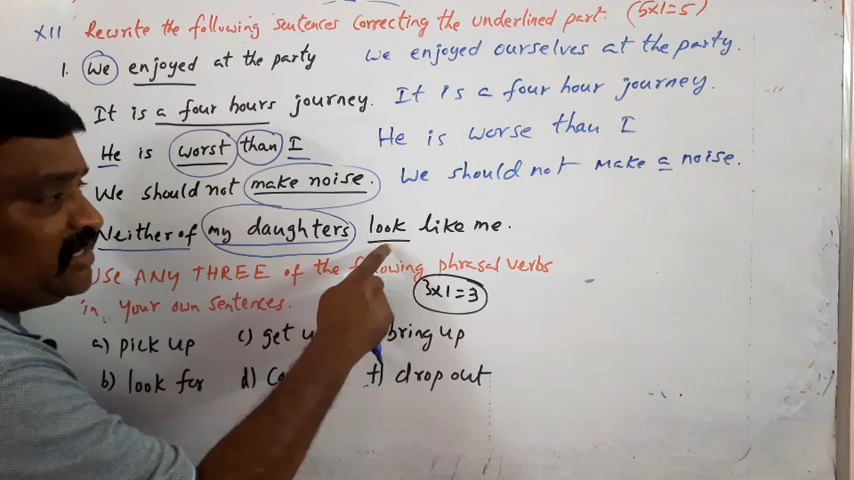 XII Rewrite the following sentences correcting the underlined part. (5x1=5)
1. We enjoyed at the party We enjoyed ourselves at the party.
It is a four hours journey. It is a four hour journey.
He is worst than I He is worse than I
We should not make noise. We should not make a noise.
Neither of my daughters look like me.
USE ANY THREE of the following phrasal verbs
in your own sentences. 3x1=3
a) pick up c) get bring up
b) look for d) f) drop out